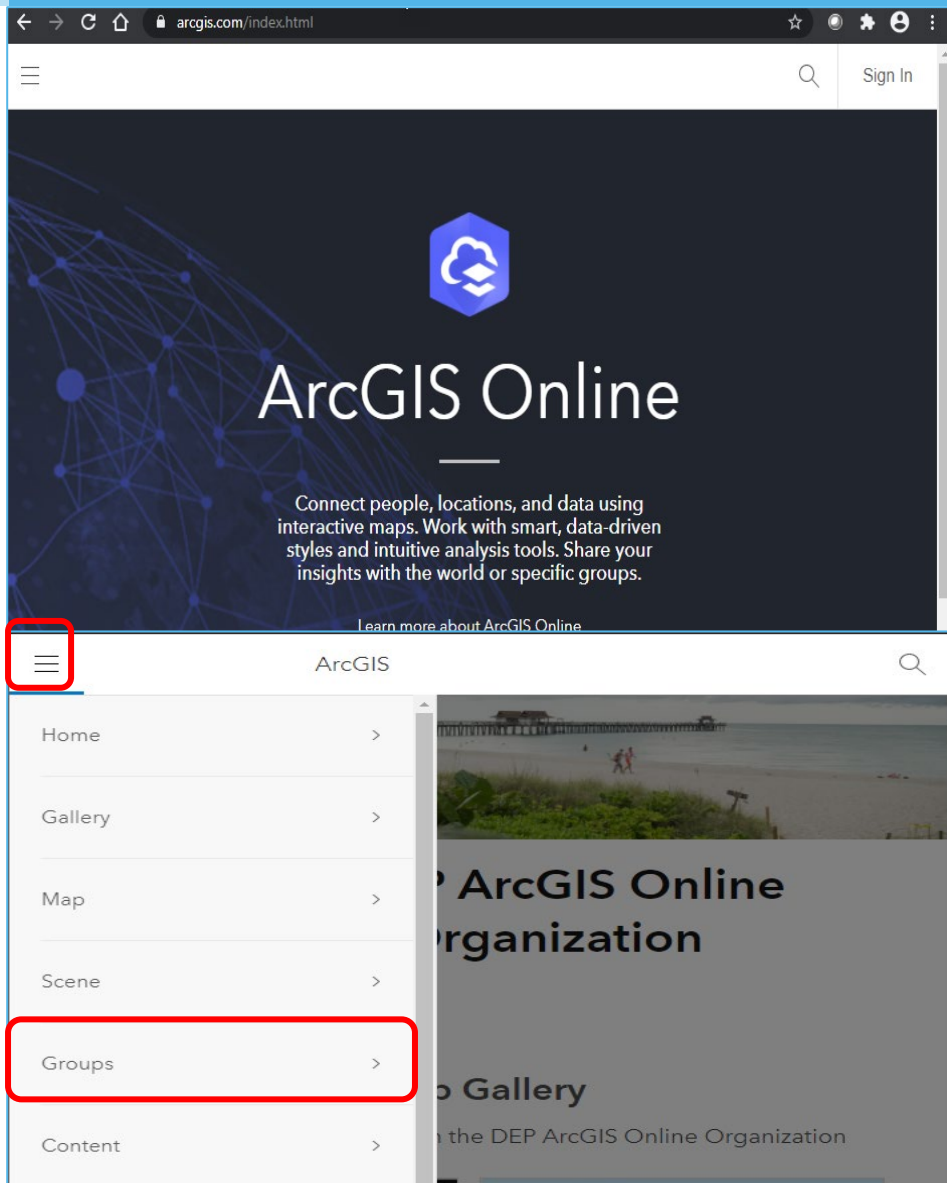 arcgis.com/index.html
Sign In
ArcGIS Online
Connect people, locations, and data using
interactive maps. Work with smart, data-driven
styles and intuitive analysis tools. Share your
insights with the world or specific groups.
Learn more about ArcGIS Online
ArcGIS
Home
Gallery
Map
Scene
Groups
Content
P ArcGIS Online
rganization
Gallery
the DEP ArcGIS Online Organization